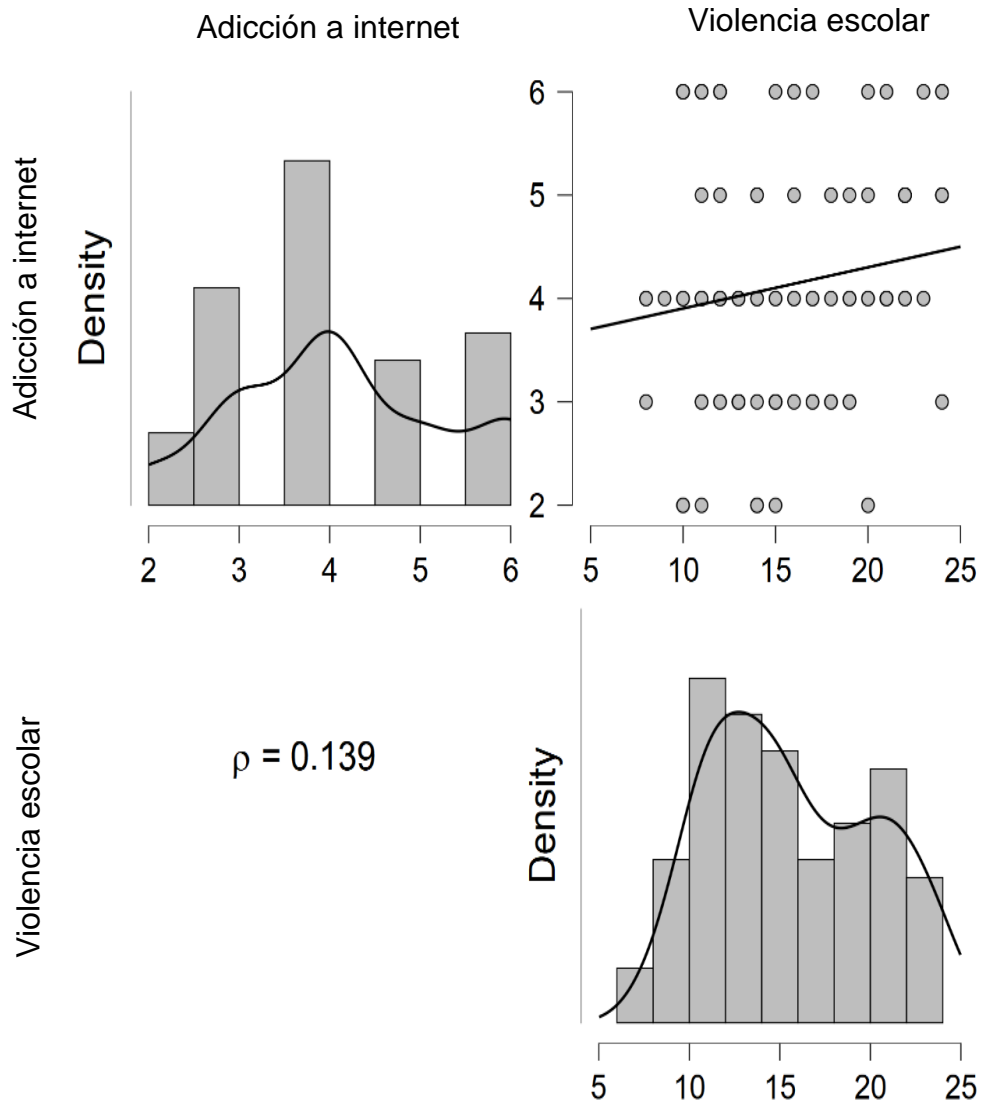 Adicción a internet
Violencia escolar
Adicción a internet
Density
6
5
4
3
2
2 3 4 5 6
5 10 15 20 25
Violencia escolar
ρ = 0.139
Density
5 10 15 20 25